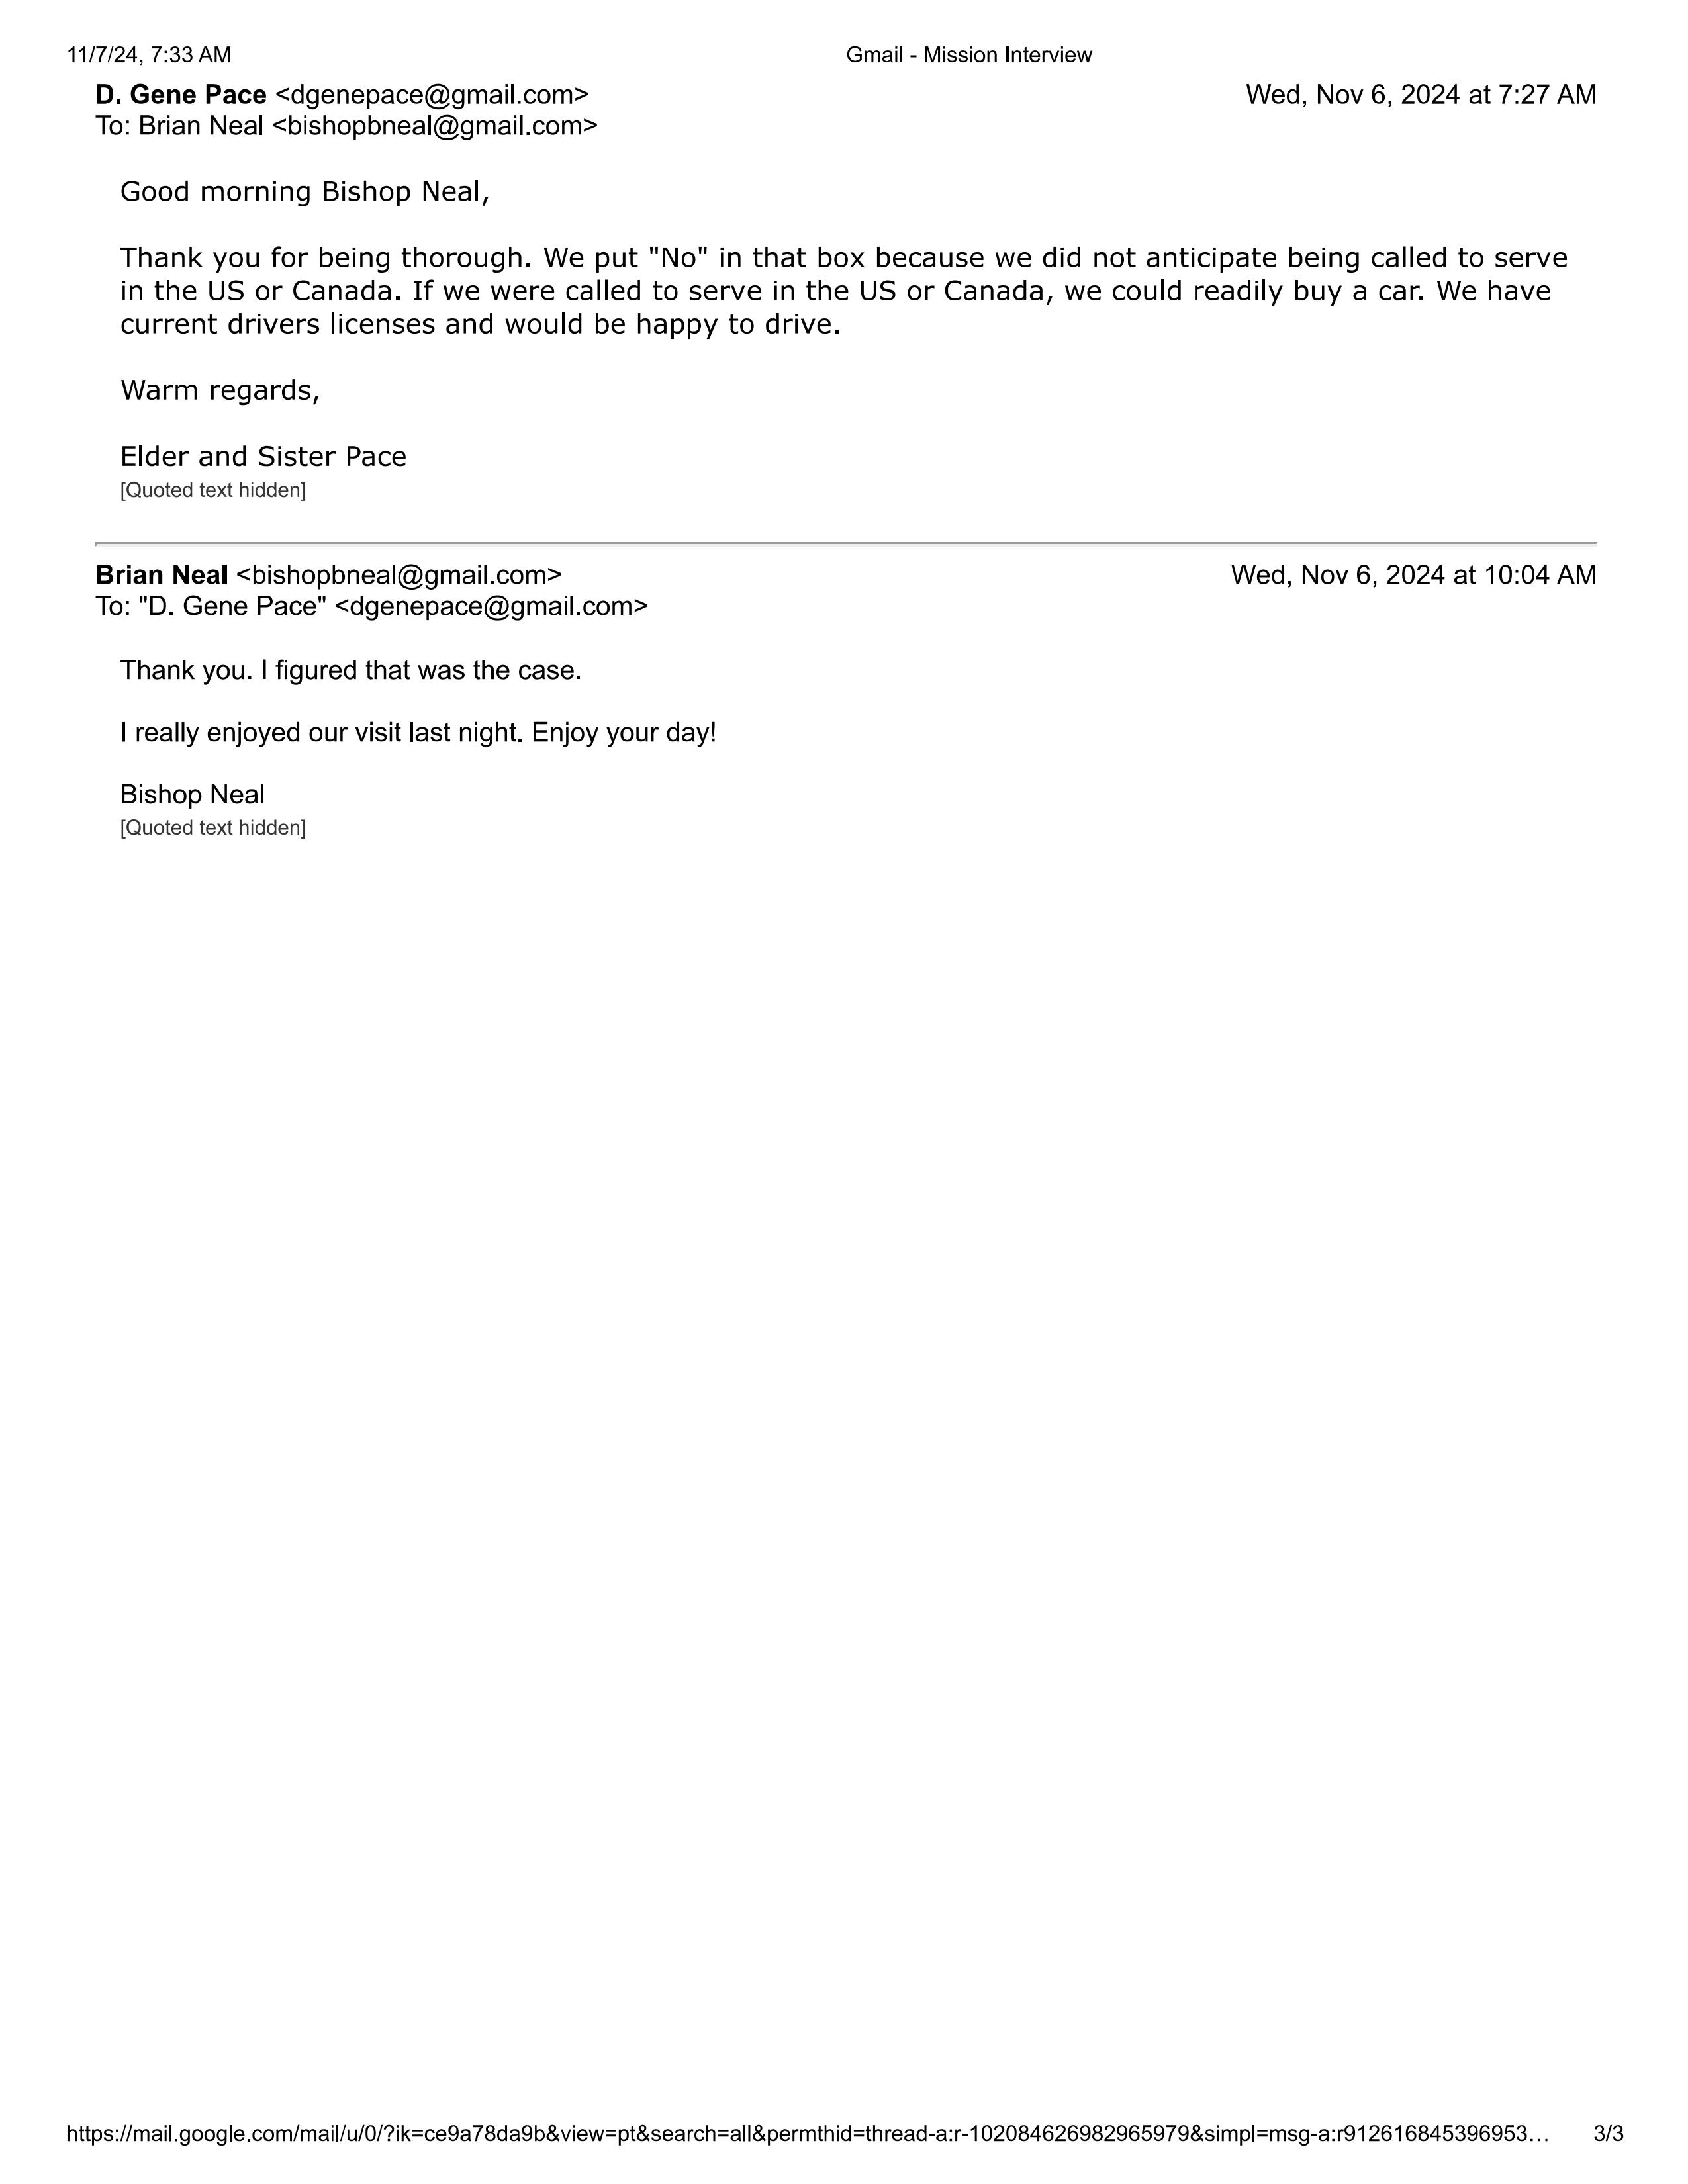 11/7/24, 7:33 AM
Gmail - Mission Interview
D. Gene Pace <dgenepace@gmail.com>
Wed, Nov 6, 2024 at 7:27 AM
To: Brian Neal <bishopbneal@gmail.com>
Good morning Bishop Neal,
Thank you for being thorough. We put "No" in that box because we did not anticipate being called to serve
in the US or Canada. If we were called to serve in the US or Canada, we could readily buy a car. We have
current drivers licenses and would be happy to drive.
Warm regards,
Elder and Sister Pace
[Quoted text hidden]
Brian Neal <bishopbneal@gmail.com>
Wed, Nov 6, 2024 at 10:04 AM
To: "D. Gene Pace" <dgenepace@gmail.com>
Thank you. I figured that was the case.
I really enjoyed our visit last night. Enjoy your day!
Bishop Neal
[Quoted text hidden]
https://mail.google.com/mail/u/0/?ik=ce9a78da9b&view=pt&search=all&permthid=thread-a:r-102084626982965979&simpl=msg-a:r912616845396953…
3/3